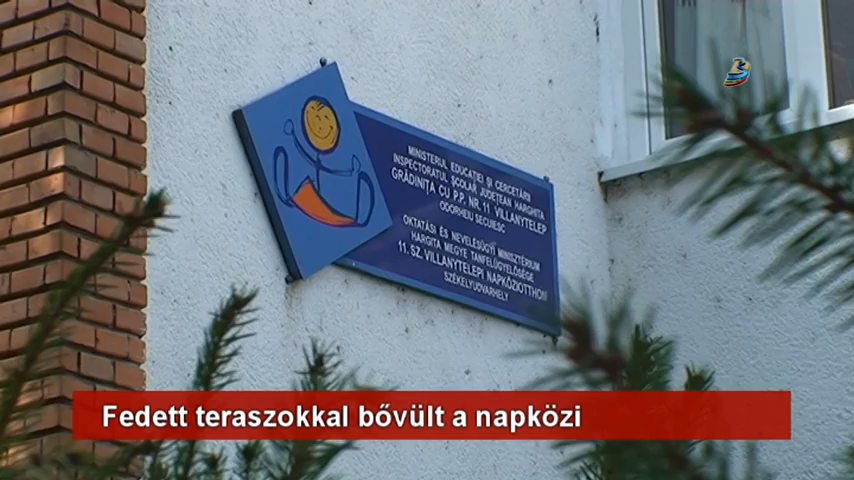 MINISTERUL EDUCAȚIEI ȘI CERCETĂRII
INSPECTORATUL ȘCOLAR JUDEȚEAN HARGHITA
GRĂDINIȚA CU P.P. NR. 11 VILLANYTELEP
ODORHEIU SECUIESC
OKTATÁSI ÉS NEVELÉSÜGYI MINISZTÉRIUM
HARGITA MEGYE TANFELÜGYELŐSÉGE
11. SZ. VILLANYTELEPI NAPKÖZIOTTHON
SZÉKELYUDVARHELY
Fedett teraszokkal bővült a napközi